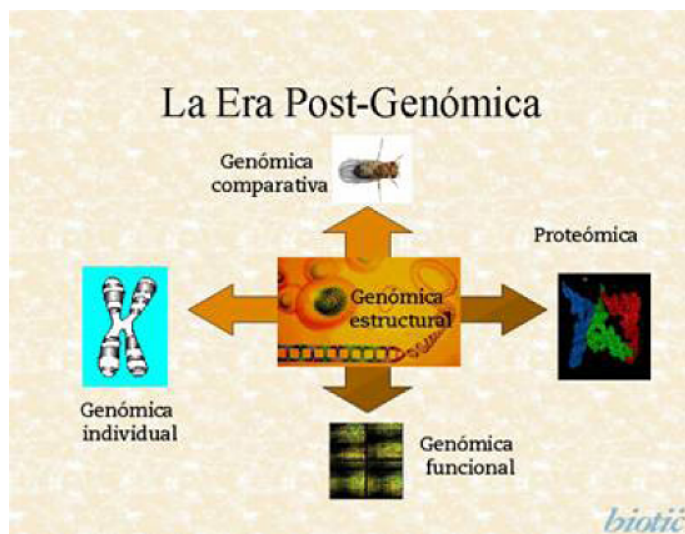 La Era Post-Genómica
Genómica
comparativa
Proteómica
Genómica
estructural
Genómica
individual
Genómica
funcional
biotic